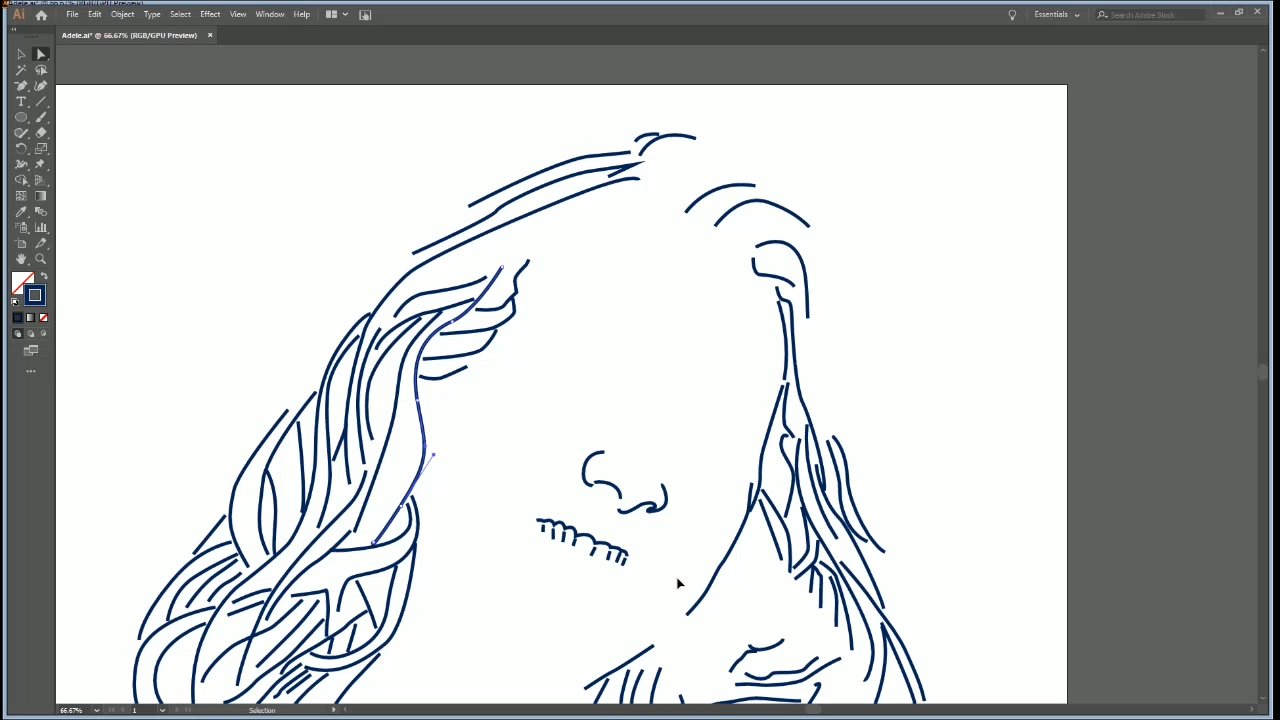 Ai File Edit Object Type Select Effect View Window Help Essentials Search Adobe Stock
Adele.ai* @ 66.67% (RGB/GPU Preview) ×
66.67% 1 Selection